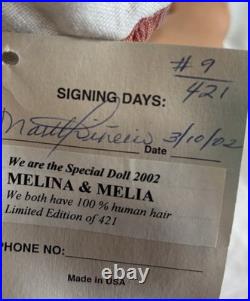 # 9
421
SIGNING DAYS:
3/10/02
Date
We are the Special Doll 2002
MELINA & MELIA
We both have 100 % human hair
Limited Edition of 421
PHONE NO:
Made in USA